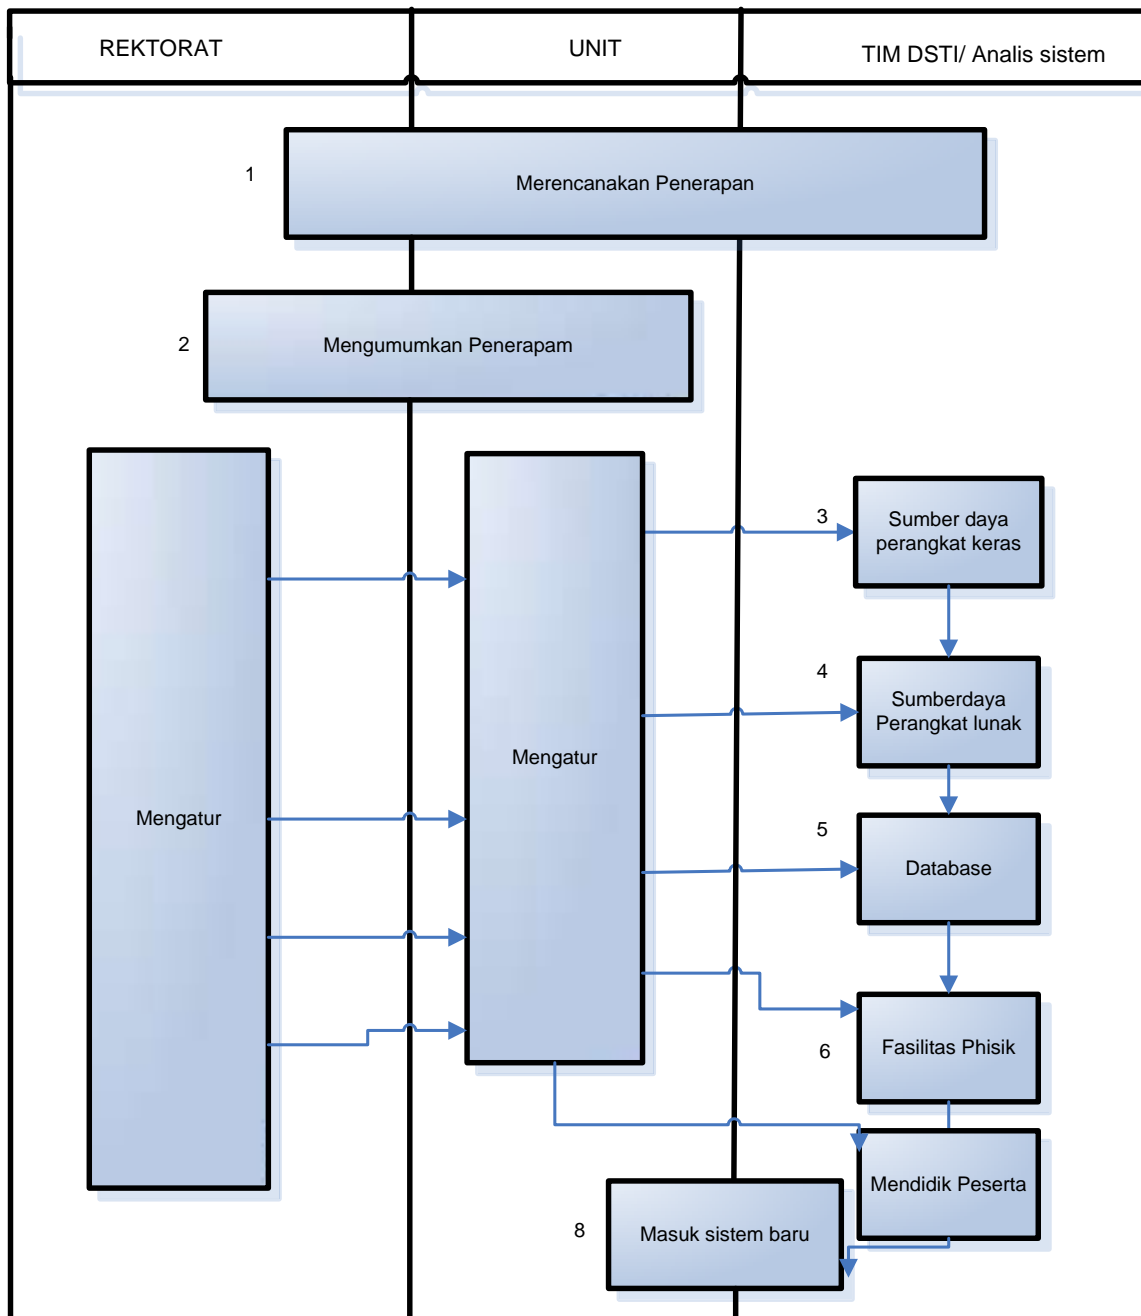 REKTORAT
UNIT
TIM DSTI/ Analis sistem
1
Merencanakan Penerapan
2
Mengumumkan Penerapam
3
Sumber daya
perangkat keras
4
Sumberdaya
Perangkat lunak
Mengatur
Mengatur
5
Database
6
Fasilitas Phisik
Mendidik Peserta
8
Masuk sistem baru